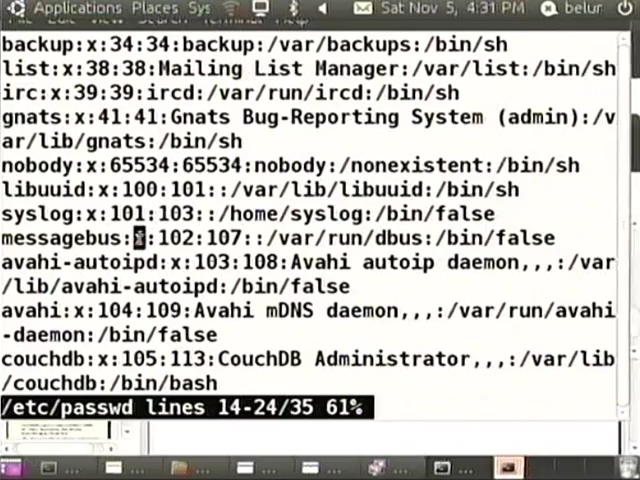 Applications Places Sys Sat Nov 5, 4:31 PM belur
backup:x:34:34:backup:/var/backups:/bin/sh
list:x:38:38:Mailing List Manager:/var/list:/bin/sh
irc:x:39:39:ircd:/var/run/ircd:/bin/sh
gnats:x:41:41:Gnats Bug-Reporting System (admin):/v
ar/lib/gnats:/bin/sh
nobody:x:65534:65534:nobody:/nonexistent:/bin/sh
libuuid:x:100:101::/var/lib/libuuid:/bin/sh
syslog:x:101:103::/home/syslog:/bin/false
messagebus:x:102:107::/var/run/dbus:/bin/false
avahi-autoipd:x:103:108:Avahi autoip daemon,,,:/var
/lib/avahi-autoipd:/bin/false
avahi:x:104:109:Avahi mDNS daemon,,,:/var/run/avahi
-daemon:/bin/false
couchdb:x:105:113:CouchDB Administrator,,,:/var/lib
/couchdb:/bin/bash
/etc/passwd lines 14-24/35 61%